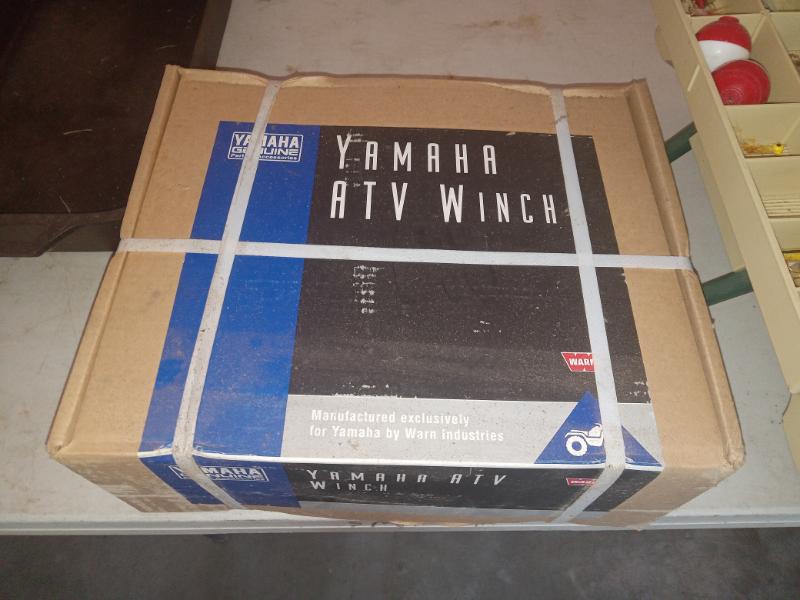 YAMAHA
GENUINE
Parts & Accessories
YAMAHA
ATV WINCH
WARN
Manufactured exclusively
for Yamaha by Warn Industries
YAMAHA
GENUINE
YAMAHA ATV
WINCH